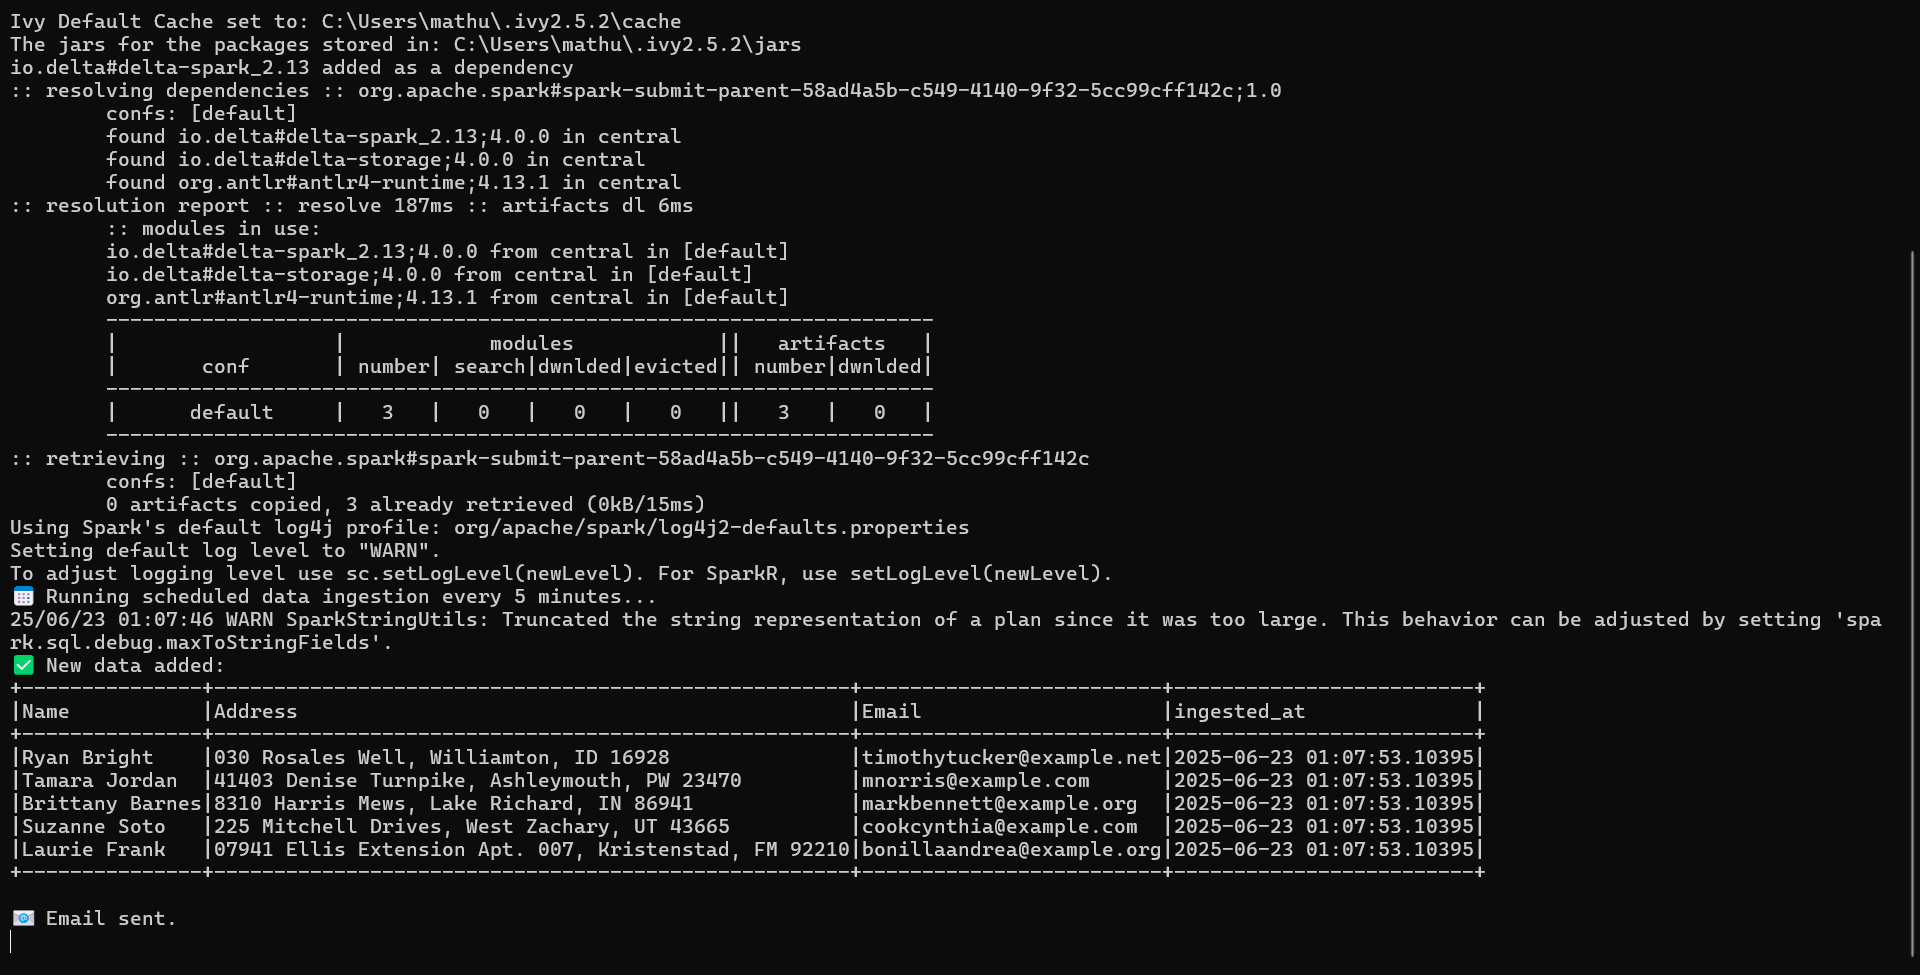 Ivy Default Cache set to: C:\Users\mathu\.ivy2.5.2\cache
The jars for the packages stored in: C:\Users\mathu\.ivy2.5.2\jars
io.delta#delta-spark_2.13 added as a dependency
:: resolving dependencies :: org.apache.spark#spark-submit-parent-58ad4a5b-c549-4140-9f32-5cc99cff142c;1.0
        confs: [default]
        found io.delta#delta-spark_2.13;4.0.0 in central
        found io.delta#delta-storage;4.0.0 in central
        found org.antlr#antlr4-runtime;4.13.1 in central
:: resolution report :: resolve 187ms :: artifacts dl 6ms
        :: modules in use:
        io.delta#delta-spark_2.13;4.0.0 from central in [default]
        io.delta#delta-storage;4.0.0 from central in [default]
        org.antlr#antlr4-runtime;4.13.1 from central in [default]
        ---------------------------------------------------------------------
        |                  |            modules            ||   artifacts   |
        |       conf       | number| search|dwnlded|evicted|| number|dwnlded|
        ---------------------------------------------------------------------
        |      default     |   3   |   0   |   0   |   0   ||   3   |   0   |
        ---------------------------------------------------------------------
:: retrieving :: org.apache.spark#spark-submit-parent-58ad4a5b-c549-4140-9f32-5cc99cff142c
        confs: [default]
        0 artifacts copied, 3 already retrieved (0kB/15ms)
Using Spark's default log4j profile: org/apache/spark/log4j2-defaults.properties
Setting default log level to "WARN".
To adjust logging level use sc.setLogLevel(newLevel). For SparkR, use setLogLevel(newLevel).
📅 Running scheduled data ingestion every 5 minutes...
25/06/23 01:07:46 WARN SparkStringUtils: Truncated the string representation of a plan since it was too large. This behavior can be adjusted by setting 'spa
rk.sql.debug.maxToStringFields'.
✅ New data added:
+---------------+-----------------------------------------------------+-------------------------+-------------------------+
|Name           |Address                                              |Email                    |ingested_at              |
+---------------+-----------------------------------------------------+-------------------------+-------------------------+
|Ryan Bright    |030 Rosales Well, Williamton, ID 16928               |timothytucker@example.net|2025-06-23 01:07:53.10395|
|Tamara Jordan  |41403 Denise Turnpike, Ashleymouth, PW 23470         |mnorris@example.com      |2025-06-23 01:07:53.10395|
|Brittany Barnes|8310 Harris Mews, Lake Richard, IN 86941             |markbennett@example.org  |2025-06-23 01:07:53.10395|
|Suzanne Soto   |225 Mitchell Drives, West Zachary, UT 43665          |cookcynthia@example.com  |2025-06-23 01:07:53.10395|
|Laurie Frank   |07941 Ellis Extension Apt. 007, Kristenstad, FM 92210|bonillaandrea@example.org|2025-06-23 01:07:53.10395|
+---------------+-----------------------------------------------------+-------------------------+-------------------------+
📧 Email sent.